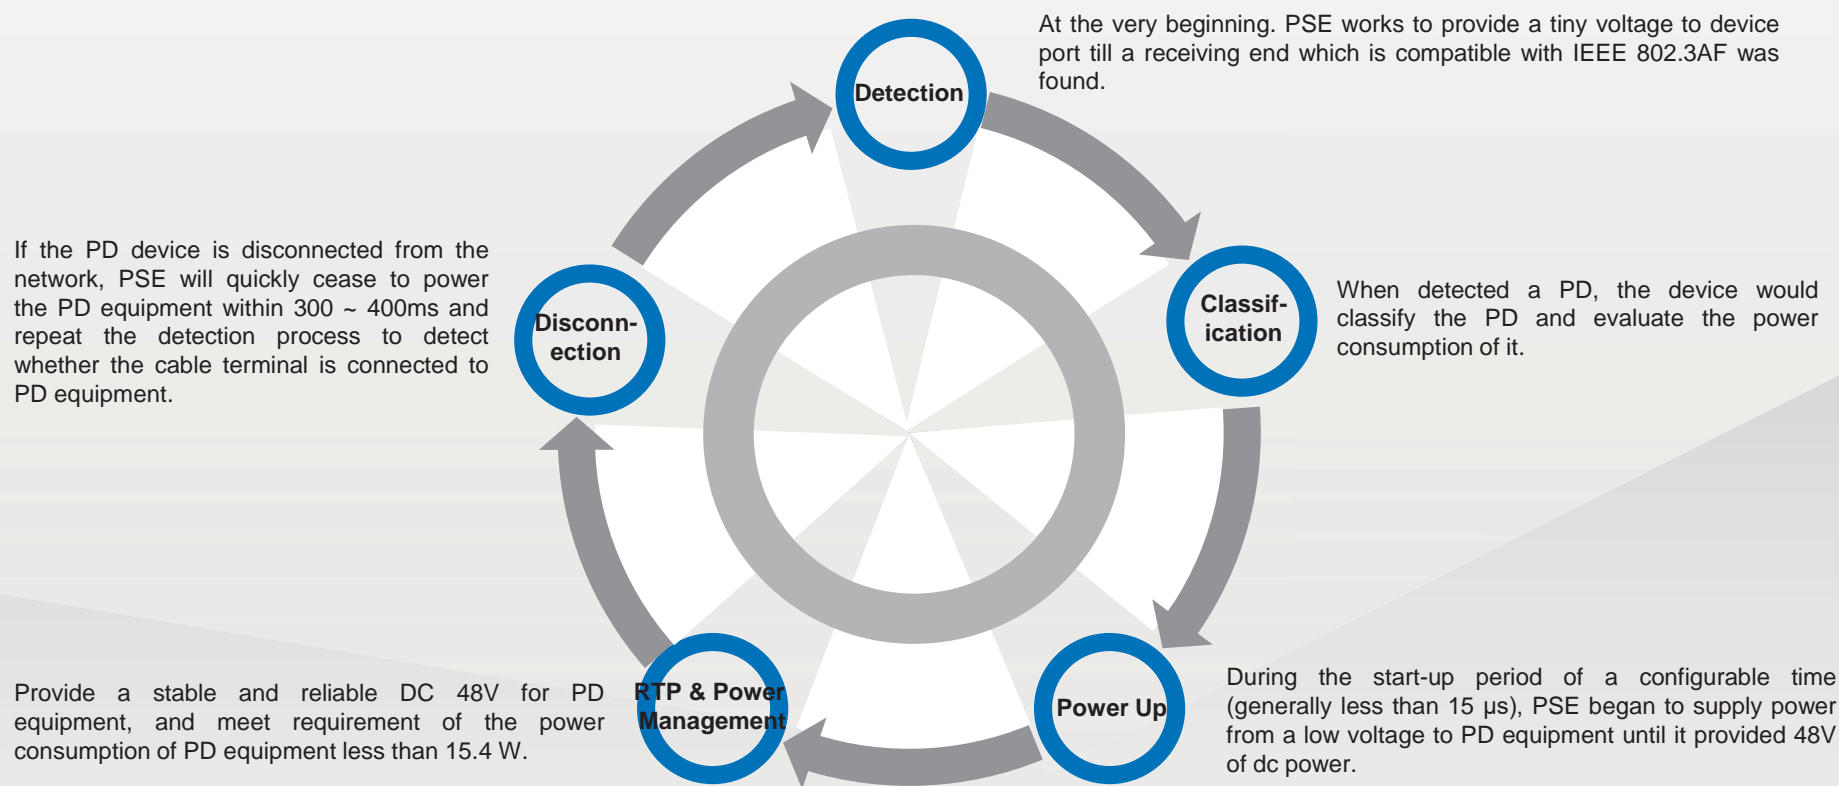 At the very beginning. PSE works to provide a tiny voltage to device
port till a receiving end which is compatible with IEEE 802.3AF was
found.
Detection
Classif-
ication
When detected a PD, the device would
classify the PD and evaluate the power
consumption of it.
Power Up
During the start-up period of a configurable time
(generally less than 15 μs), PSE began to supply power
from a low voltage to PD equipment until it provided 48V
of dc power.
RTP & Power
Management
Provide a stable and reliable DC 48V for PD
equipment, and meet requirement of the power
consumption of PD equipment less than 15.4 W.
Disconn-
ection
If the PD device is disconnected from the
network, PSE will quickly cease to power
the PD equipment within 300 ~ 400ms and
repeat the detection process to detect
whether the cable terminal is connected to
PD equipment.